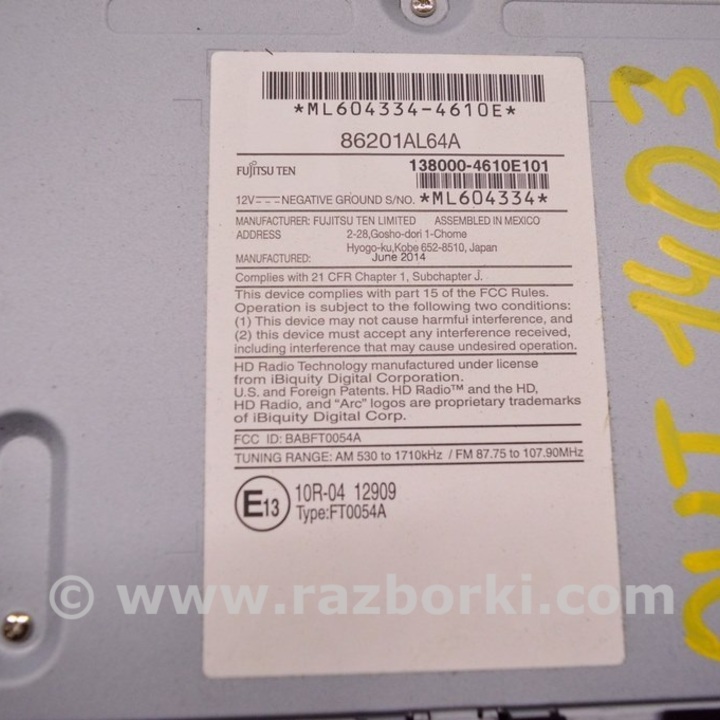 *ML604334-4610E*
86201AL64A
FUJITSU TEN 138000-4610E101
12V NEGATIVE GROUND S/NO. *ML604334*
MANUFACTURER: FUJITSU TEN LIMITED ASSEMBLED IN MEXICO
ADDRESS 2-28,Gosho-dori 1-Chome
Hyogo-ku,Kobe 652-8510, Japan
MANUFACTURED: June 2014
Complies with 21 CFR Chapter 1, Subchapter J.
This device complies with part 15 of the FCC Rules.
Operation is subject to the following two conditions:
(1) This device may not cause harmful interference, and
(2) this device must accept any interference received,
including interference that may cause undesired operation.
HD Radio Technology manufactured under license
from iBiquity Digital Corporation.
U.S. and Foreign Patents. HD Radio™ and the HD,
HD Radio, and "Arc" logos are proprietary trademarks
of iBiquity Digital Corp.
FCC ID: BABFT0054A
TUNING RANGE: AM 530 to 1710kHz / FM 87.75 to 107.90MHz
E13 10R-04 12909
Type:FT0054A
OUT 1403
© www.razborki.com